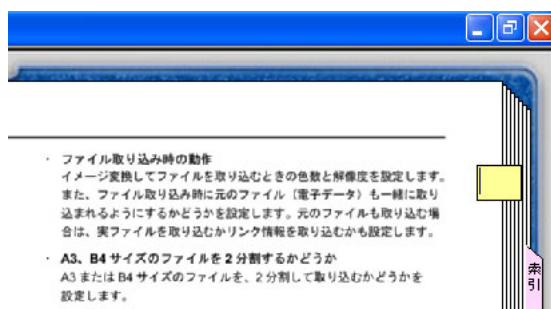 ・ ファイル取り込み時の動作
イメージ変換してファイルを取り込むときの色数と解像度を設定します。
また、ファイル取り込み時に元のファイル（電子データ）も一緒に取り
込まれるようにするかどうかを設定します。元のファイルも取り込む場
合は、実ファイルを取り込むかリンク情報を取り込むかも設定します。
・ A3、B4 サイズのファイルを 2 分割するかどうか
A3 または B4 サイズのファイルを、2 分割して取り込むかどうかを
設定します。
索引